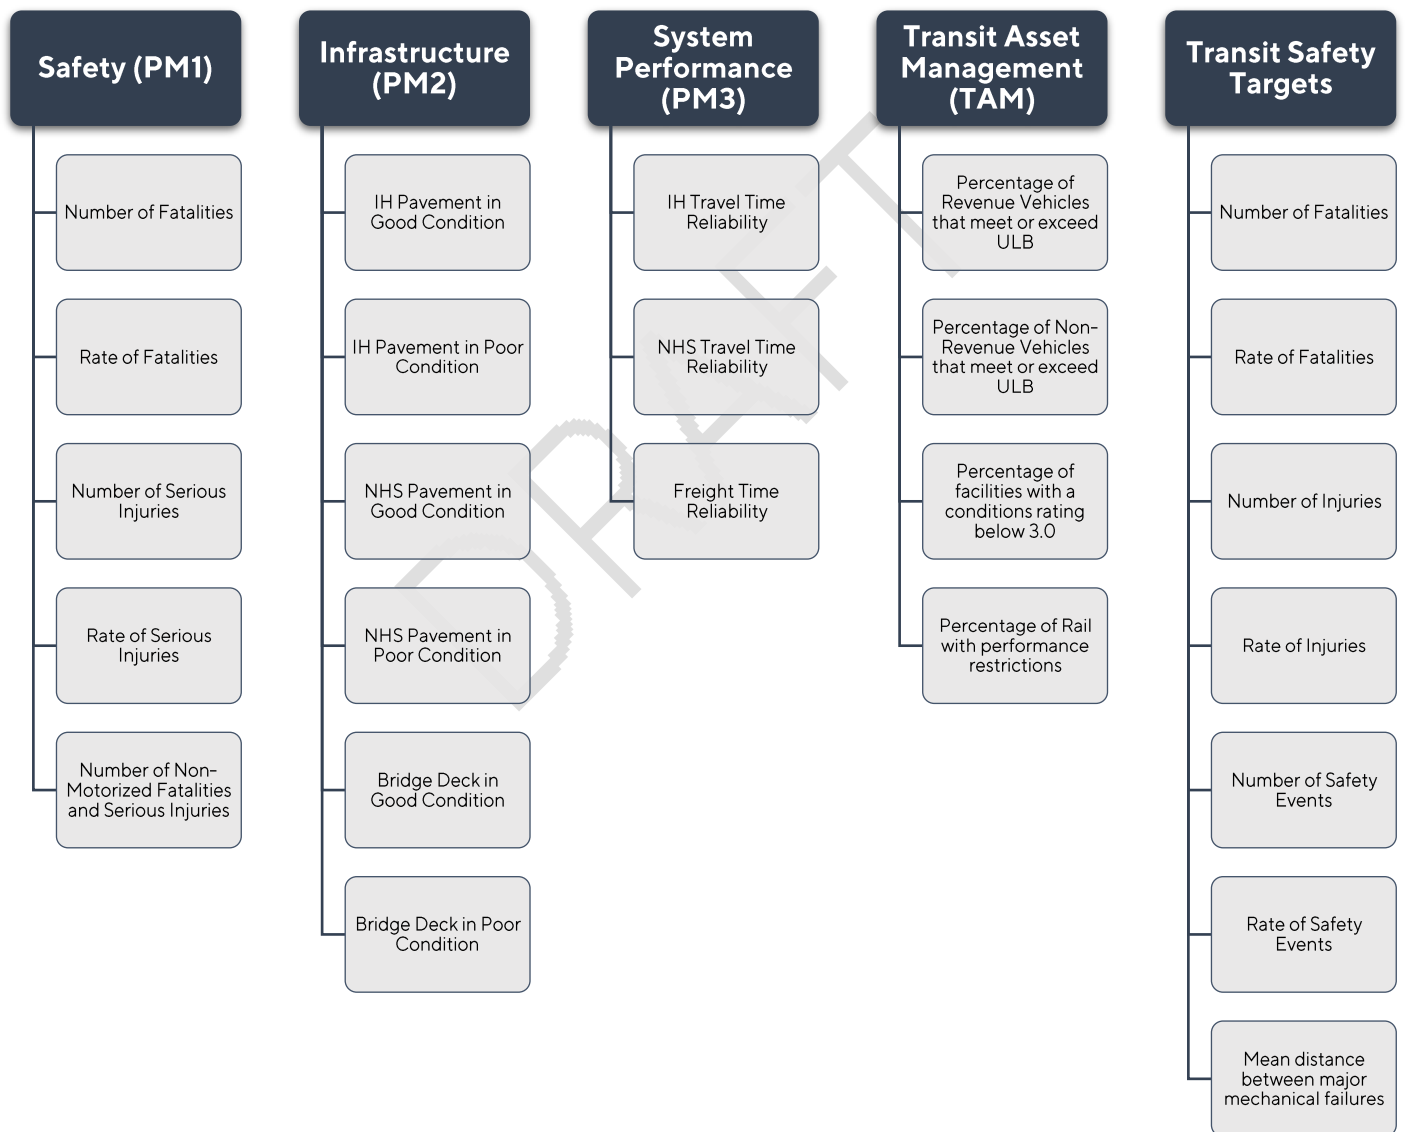 Safety (PM1)
Number of Fatalities
Rate of Fatalities
Number of Serious
Injuries
Rate of Serious
Injuries
Number of Non-
Motorized Fatalities
and Serious Injuries
Infrastructure
(PM2)
IH Pavement in
Good Condition
IH Pavement in Poor
Condition
NHS Pavement in
Good Condition
NHS Pavement in
Poor Condition
Bridge Deck in
Good Condition
Bridge Deck in Poor
Condition
System
Performance
(PM3)
IH Travel Time
Reliability
NHS Travel Time
Reliability
Freight Time
Reliability
Transit Asset
Management
(TAM)
Percentage of
Revenue Vehicles
that meet or exceed
ULB
Percentage of Non-
Revenue Vehicles
that meet or exceed
ULB
Percentage of
facilities with a
conditions rating
below 3.0
Percentage of Rail
with performance
restrictions
Transit Safety
Targets
Number of Fatalities
Rate of Fatalities
Number of Injuries
Rate of Injuries
Number of Safety
Events
Rate of Safety
Events
Mean distance
between major
mechanical failures
DRAFT